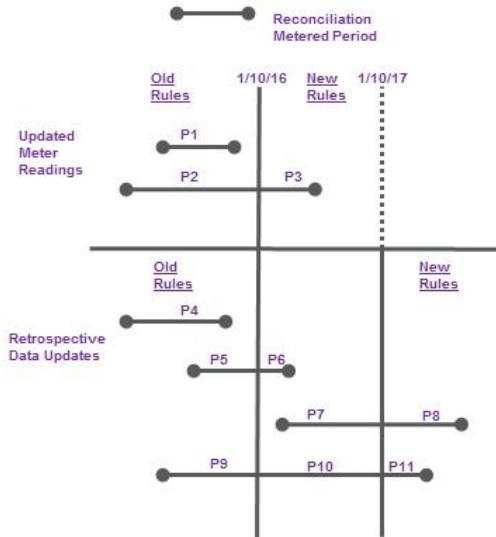 Reconciliation
Metered Period
Old
Rules
1/10/16
New
Rules
1/10/17
Updated
Meter
Readings
P1
P2
P3
Old
Rules
New
Rules
Retrospective
Data Updates
P4
P5
P6
P7
P8
P9
P10
P11